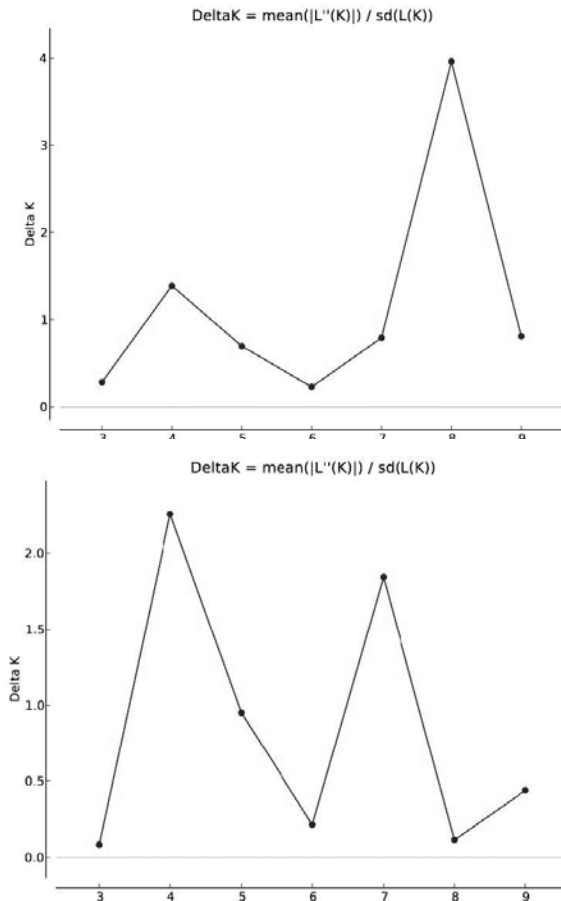 DeltaK = mean(|L''(K)|) / sd(L(K))
4
3
2
1
0
Delta K
3 4 5 6 7 8 9
DeltaK = mean(|L''(K)|) / sd(L(K))
2.0
1.5
1.0
0.5
0.0
Delta K
3 4 5 6 7 8 9